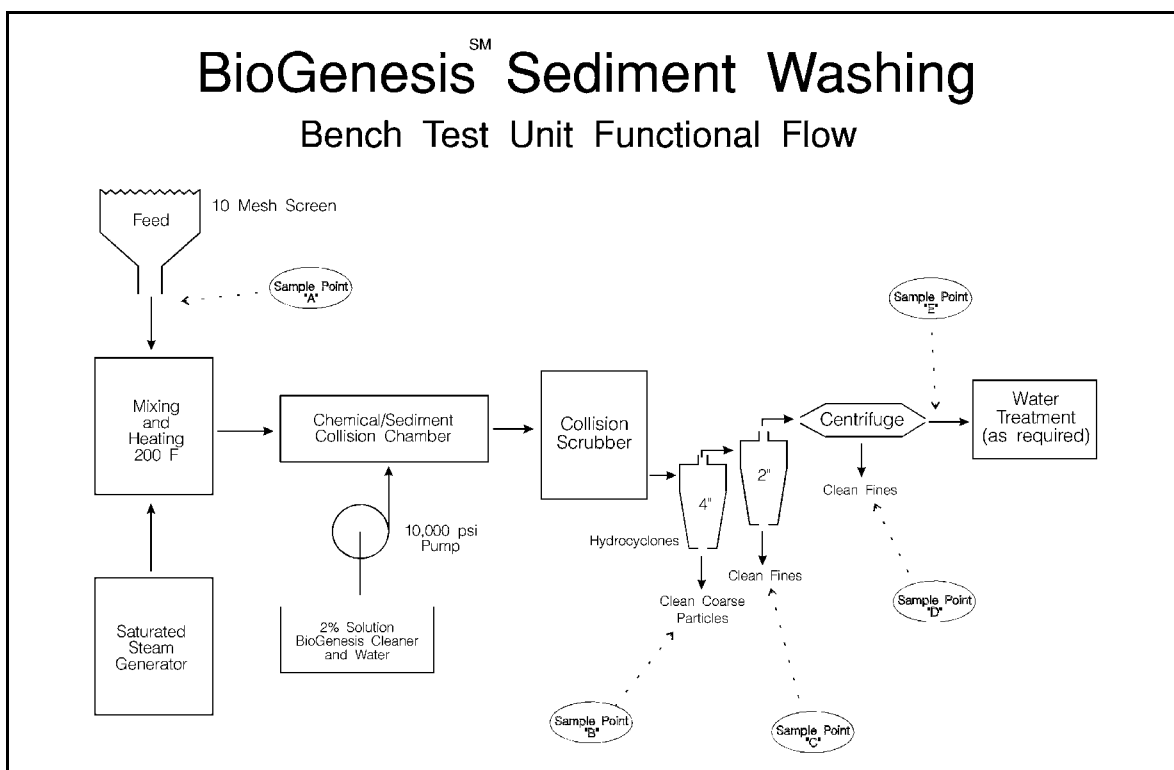 BioGenesis℠ Sediment Washing
Bench Test Unit Functional Flow
Feed
10 Mesh Screen
Sample Point
"A"
Mixing
and
Heating
200 F
Saturated
Steam
Generator
Chemical/Sediment
Collision Chamber
10,000 psi
Pump
2% Solution
BioGenesis Cleaner
and Water
Collision
Scrubber
4"
Hydrocyclones
Clean Coarse
Particles
Sample Point
"B"
2"
Clean Fines
Sample Point
"C"
Centrifuge
Clean Fines
Sample Point
"D"
Sample Point
"E"
Water
Treatment
(as required)